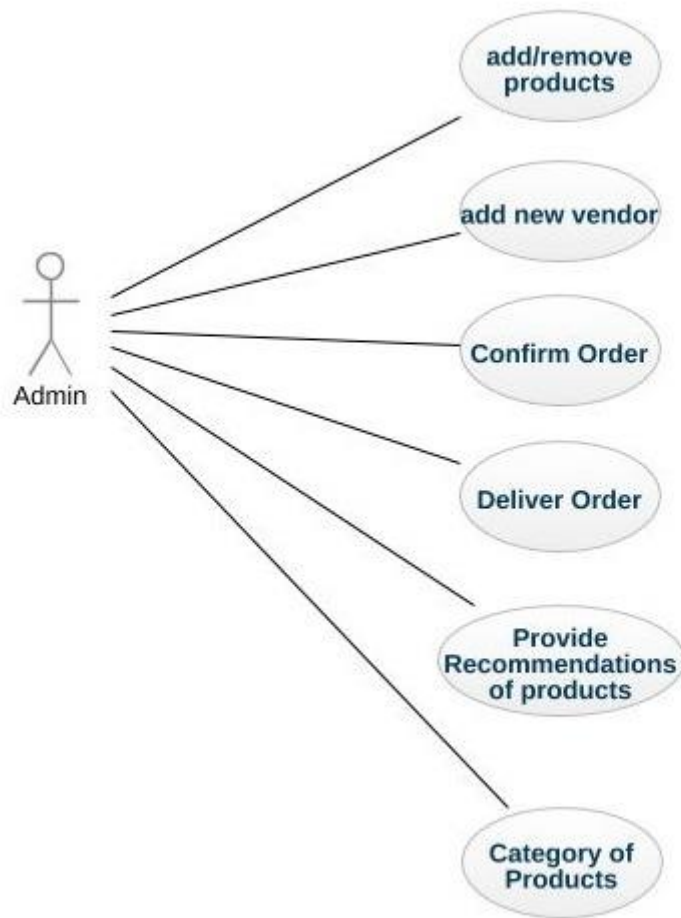 add/remove
products
add new vendor
Confirm Order
Admin
Deliver Order
Provide
Recommendations
of products
Category of
Products